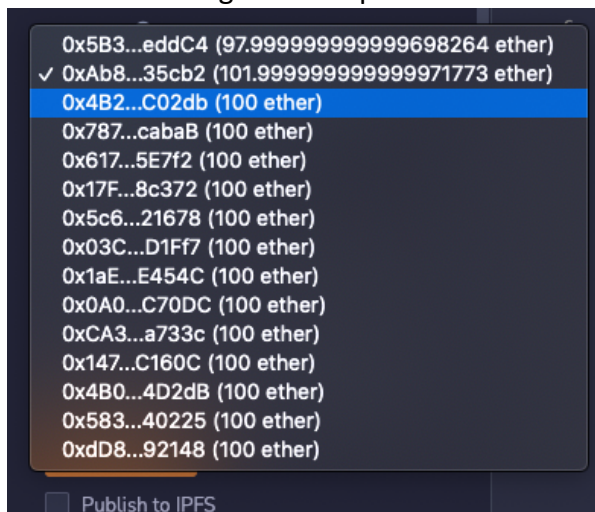 0x5B3...eddC4 (97.999999999999698264 ether)
✓ 0xAb8...35cb2 (101.999999999999971773 ether)
0x4B2...C02db (100 ether)
0x787...cabaB (100 ether)
0x617...5E7f2 (100 ether)
0x17F...8c372 (100 ether)
0x5c6...21678 (100 ether)
0x03C...D1Ff7 (100 ether)
0x1aE...E454C (100 ether)
0x0A0...C70DC (100 ether)
0xCA3...a733c (100 ether)
0x147...C160C (100 ether)
0x4B0...4D2dB (100 ether)
0x583...40225 (100 ether)
0xdD8...92148 (100 ether)
Publish to IPFS